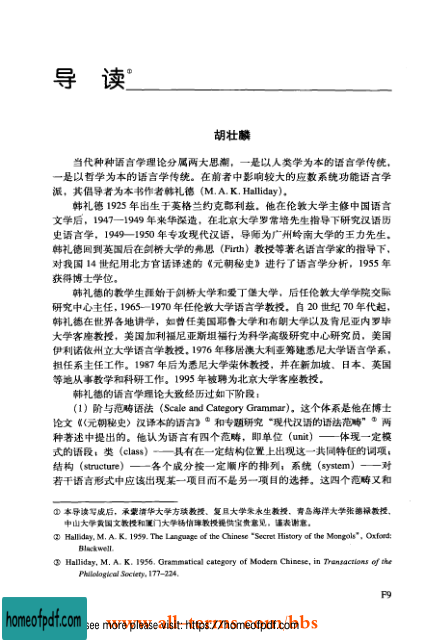 导 读①
胡壮麟
当代种种语言学理论分属两大思潮，一是以人类学为本的语言学传统，
一是以哲学为本的语言学传统。在前者中影响较大的应数系统功能语言学
派，其倡导者为本书作者韩礼德（M. A. K. Halliday）。
韩礼德 1925 年出生于英格兰约克郡利兹。他在伦敦大学主修中国语言
文学后，1947—1949 年来华深造，在北京大学罗常培先生指导下研究汉语历
史语言学，1949—1950 年专攻现代汉语，导师为广州岭南大学的王力先生。
韩礼德回到英国后在剑桥大学的弗思（Firth）教授等著名语言学家的指导下，
对我国 14 世纪用北方官话译述的《元朝秘史》进行了语言学分析，1955 年
获得博士学位。
韩礼德的教学生涯始于剑桥大学和爱丁堡大学，后任伦敦大学学院交际
研究中心主任，1965—1970 年任伦敦大学语言学教授。自 20 世纪 70 年代起，
韩礼德在世界各地讲学，如曾任美国耶鲁大学和布朗大学以及肯尼亚内罗毕
大学客座教授，美国加利福尼亚斯坦福行为科学高级研究中心研究员，美国
伊利诺依州立大学语言学教授。1976 年移居澳大利亚筹建悉尼大学语言学系，
担任系主任工作。1987 年后为悉尼大学荣休教授，并在新加坡、日本、英国
等地从事教学和科研工作。1995 年被聘为北京大学客座教授。
韩礼德的语言学理论大致经历过如下阶段：
（1）阶与范畴语法（Scale and Category Grammar）。这个体系是他在博士
论文《〈元朝秘史〉汉译本的语言》② 和专题研究“现代汉语的语法范畴”③ 两
种著述中提出的。他认为语言有四个范畴，即单位（unit）——体现一定模
式的语段；类（class）——具有在一定结构位置上出现这一共同特征的词项；
结构（structure）——各个成分按一定顺序的排列；系统（system）——对
若干语言形式中应该出现某一项目而不是另一项目的选择。这四个范畴又和
① 本导读写成后，承蒙清华大学方琰教授、复旦大学朱永生教授、青岛海洋大学张德禄教授、
中山大学黄国文教授和厦门大学杨信璋教授提供宝贵意见，谨表谢意。
② Halliday, M. A. K. 1959. The Language of the Chinese “Secret History of the Mongols”, Oxford:
Blackwell.
③ Halliday, M. A. K. 1956. Grammatical category of Modern Chinese, in Transactions of the
Philological Society, 177–224.
F9
homeofpdf.com
see more please visit: https://homeofpdf.com